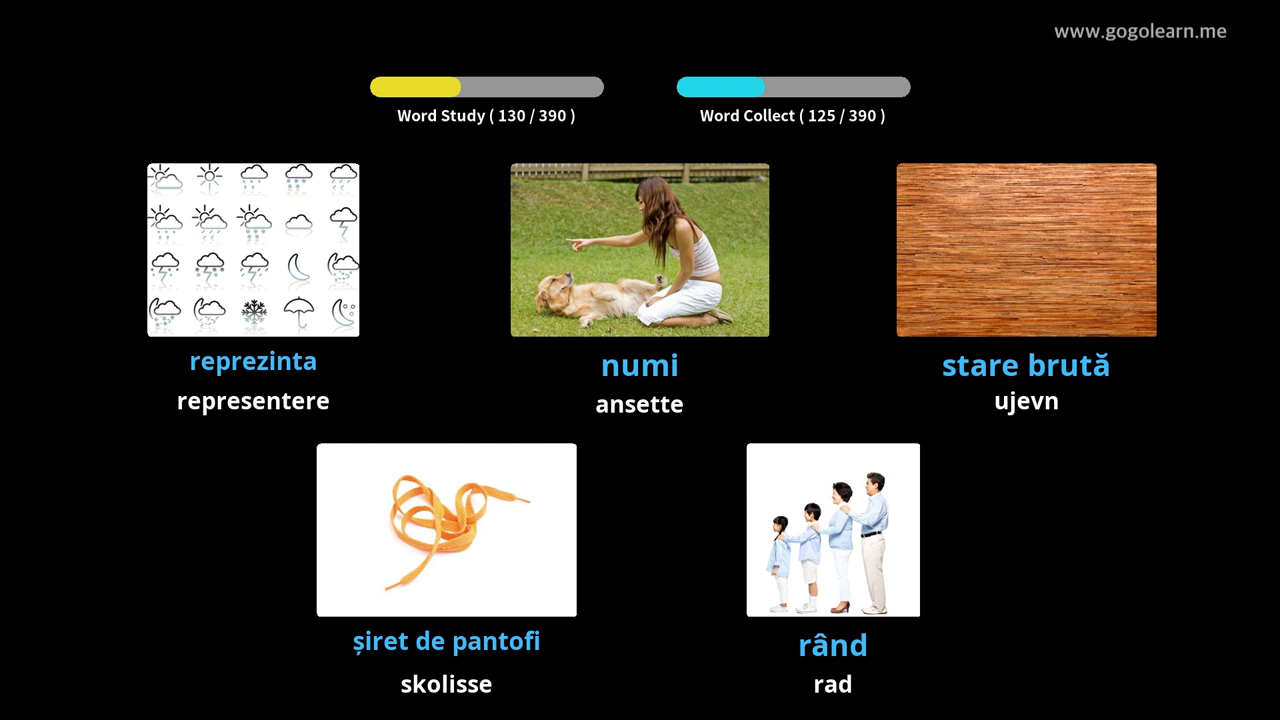 www.gogolearn.me
Word Study ( 130 / 390 )
Word Collect ( 125 / 390 )
reprezinta
numi
stare brută
representere
ansette
ujevn
șiret de pantofi
rând
skolisse
rad